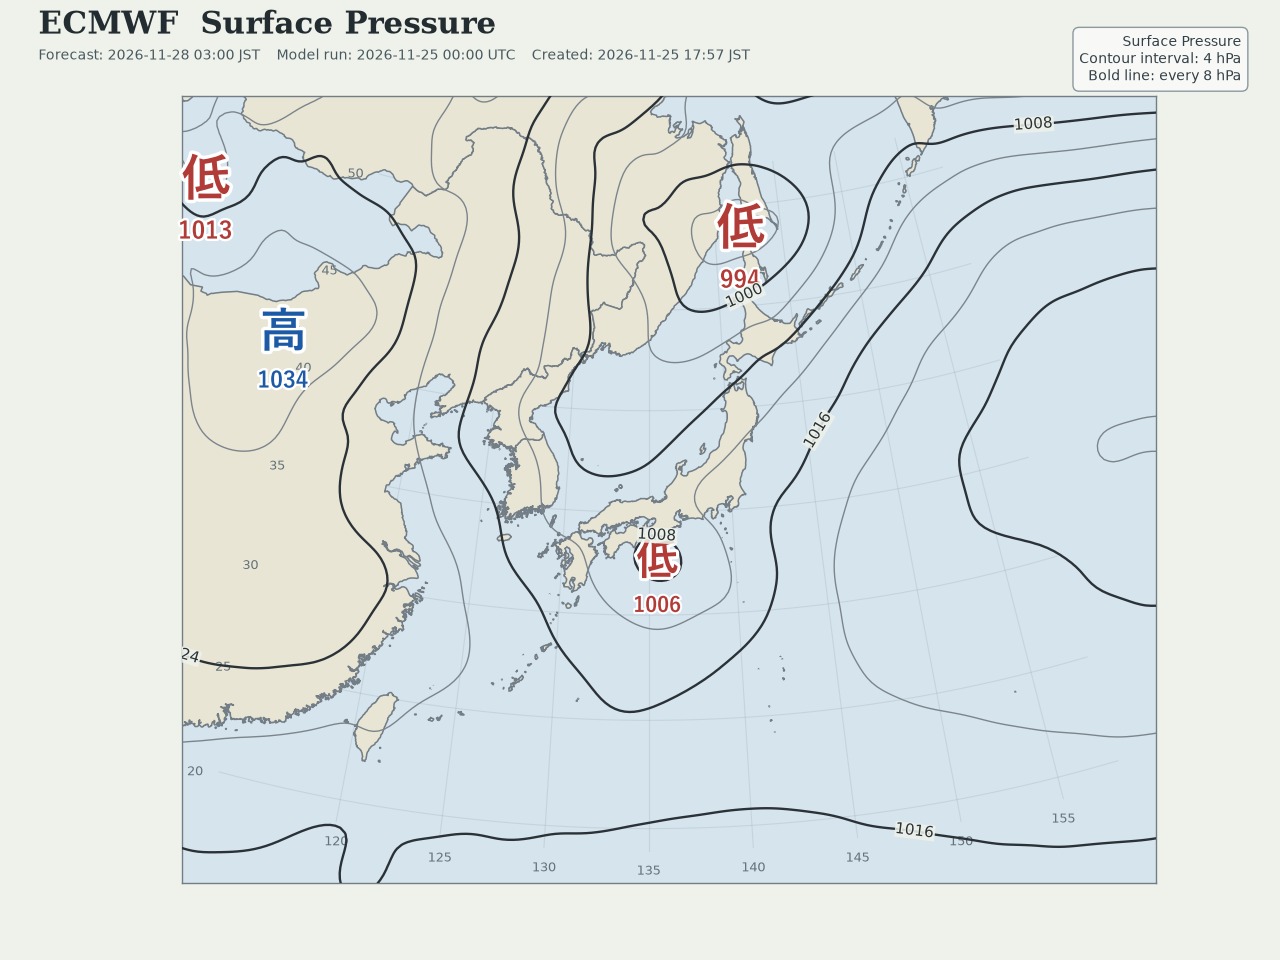 ECMWF  Surface Pressure
Forecast: 2026-11-28 03:00 JST    Model run: 2026-11-25 00:00 UTC    Created: 2026-11-25 17:57 JST
Surface Pressure
Contour interval: 4 hPa
Bold line: every 8 hPa
1008
50
低
1013
低
994
1000
45
高
1034
40
1016
35
1008
低
1006
30
24
25
20
1016
120
125
130
135
140
145
150
155